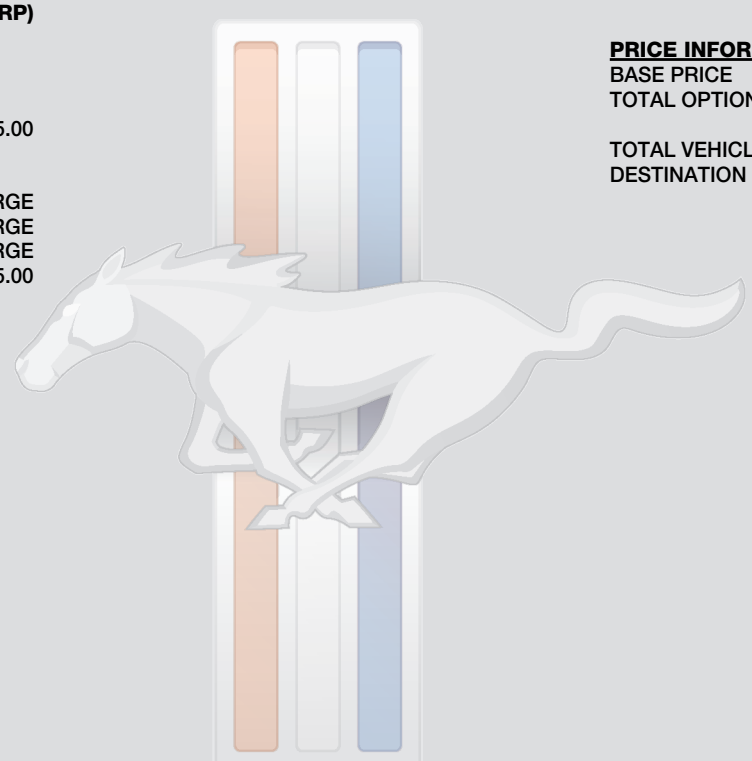 RP)
5.00
RGE
RGE
RGE
5.00
PRICE INFOR
BASE PRICE
TOTAL OPTION
TOTAL VEHICL
DESTINATION